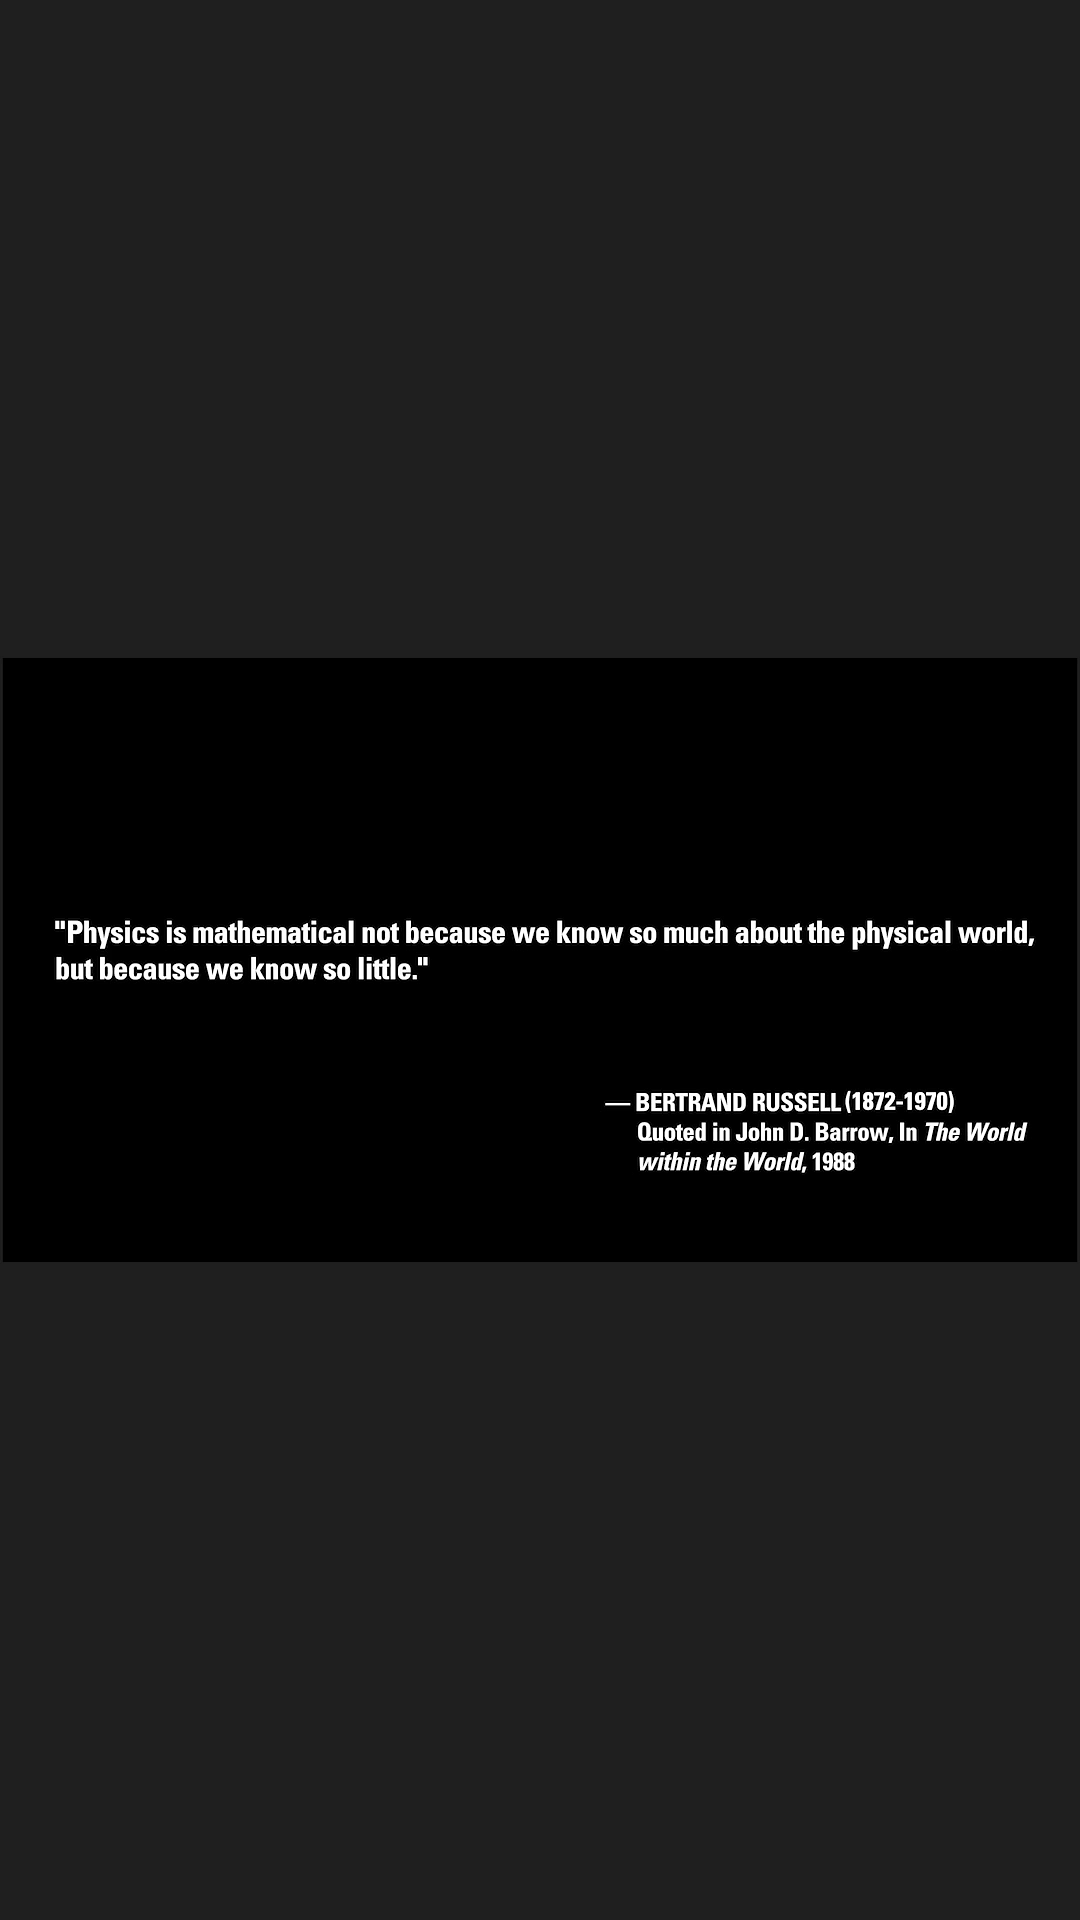 "Physics is mathematical not because we know so much about the physical world,
but because we know so little."
— BERTRAND RUSSELL (1872-1970)
Quoted in John D. Barrow, In The World
within the World, 1988